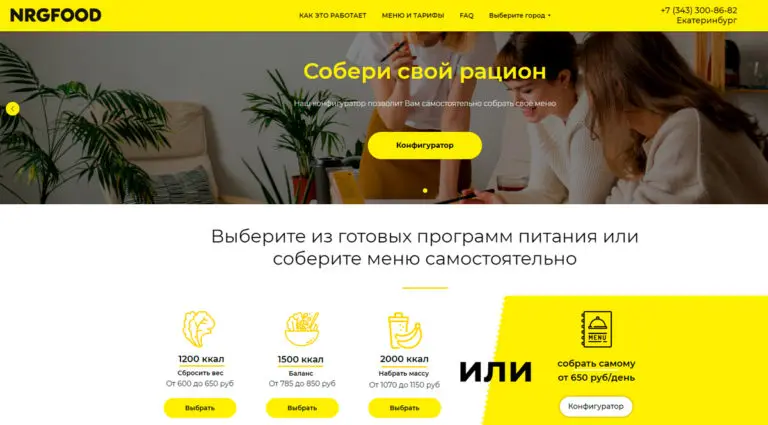 NRGFOOD
КАК ЭТО РАБОТАЕТ
МЕНЮ И ТАРИФЫ
FAQ
Выберите город
+7 (343) 300-86-82
Екатеринбург
Собери свой рацион
Наш конфигуратор позволит Вам самостоятельно собрать свое меню
Конфигуратор
Выберите из готовых программ питания или
соберите меню самостоятельно
1200 ккал
Сбросить вес
От 600 до 650 руб
Выбрать
1500 ккал
Баланс
От 785 до 850 руб
Выбрать
2000 ккал
Набрать массу
От 1070 до 1150 руб
Выбрать
или
MENU
собрать самому
от 650 руб/день
Конфигуратор